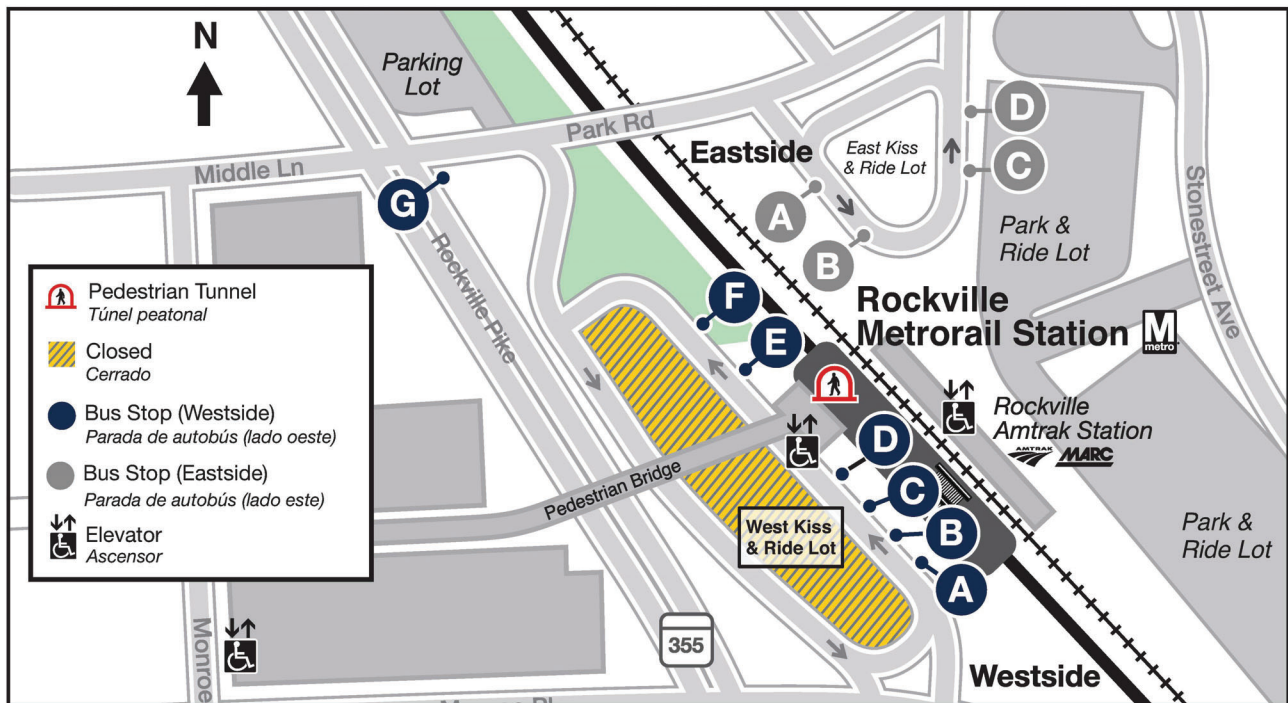 N
Parking
Lot
Park Rd
Middle Ln
Eastside
East Kiss
& Ride Lot
D
C
A
B
Park &
Ride Lot
Stonestreet Ave
G
Rockville Pike
F
E
Rockville
Metrorail Station
M
metro
Pedestrian Tunnel
Túnel peatonal
Closed
Cerrado
Bus Stop (Westside)
Parada de autobús (lado oeste)
Bus Stop (Eastside)
Parada de autobús (lado este)
Elevator
Ascensor
Rockville
Amtrak Station
AMTRAK
MARC
Pedestrian Bridge
D
C
B
A
West Kiss
& Ride Lot
Park &
Ride Lot
355
Monroe
Westside